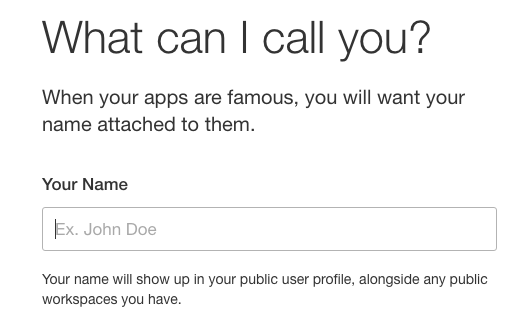 What can I call you?
When your apps are famous, you will want your
name attached to them.
Your Name
Ex. John Doe
Your name will show up in your public user profile, alongside any public
workspaces you have.